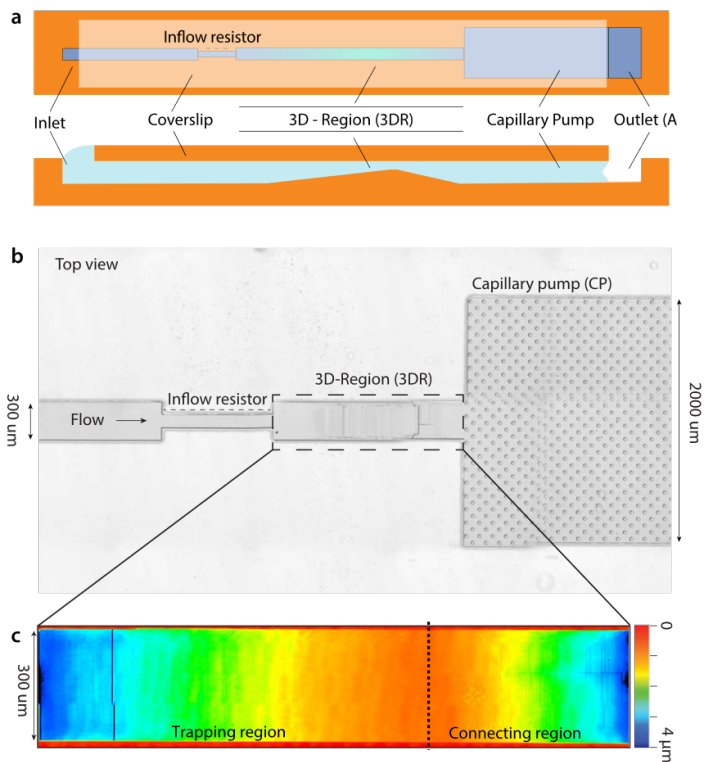 a
Inflow resistor
Inlet
Coverslip
3D - Region (3DR)
Capillary Pump
Outlet (A
b
Top view
Capillary pump (CP)
3D-Region (3DR)
Inflow resistor
Flow
300 um
2000 um
c
300 um
Trapping region
Connecting region
0
4 µm